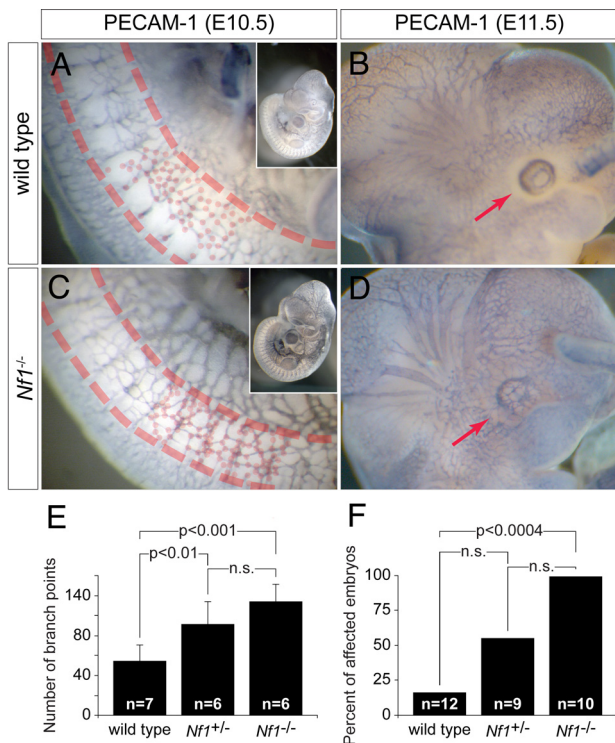 PECAM-1 (E10.5)
PECAM-1 (E11.5)
wild type
A
B
Nf1-/-
C
D
E
Number of branch points
140
80
40
0
p<0.001
p<0.01
n.s.
n=7
n=6
n=6
wild type
Nf1+/-
Nf1-/-
F
Percent of affected embryos
100
75
50
25
0
p<0.0004
n.s.
n.s.
n=12
n=9
n=10
wild type
Nf1+/-
Nf1-/-